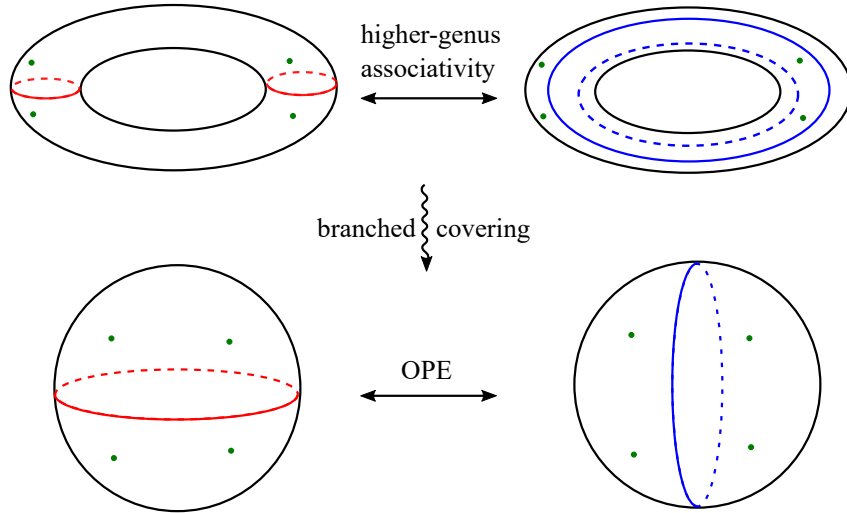 higher-genus
associativity
branched covering
OPE